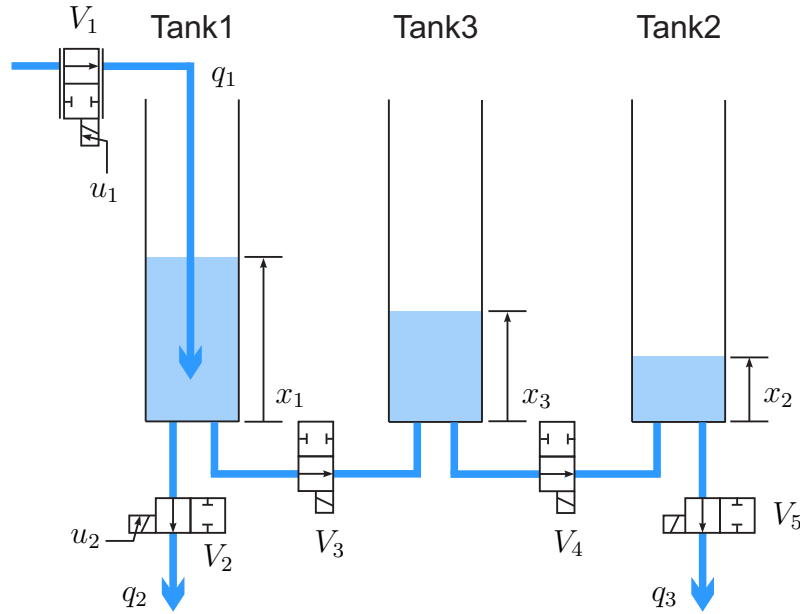 V₁
Tank1
Tank3
Tank2
q₁
u₁
x₁
x₃
x₂
u₂
V₂
V₃
V₄
V₅
q₂
q₃